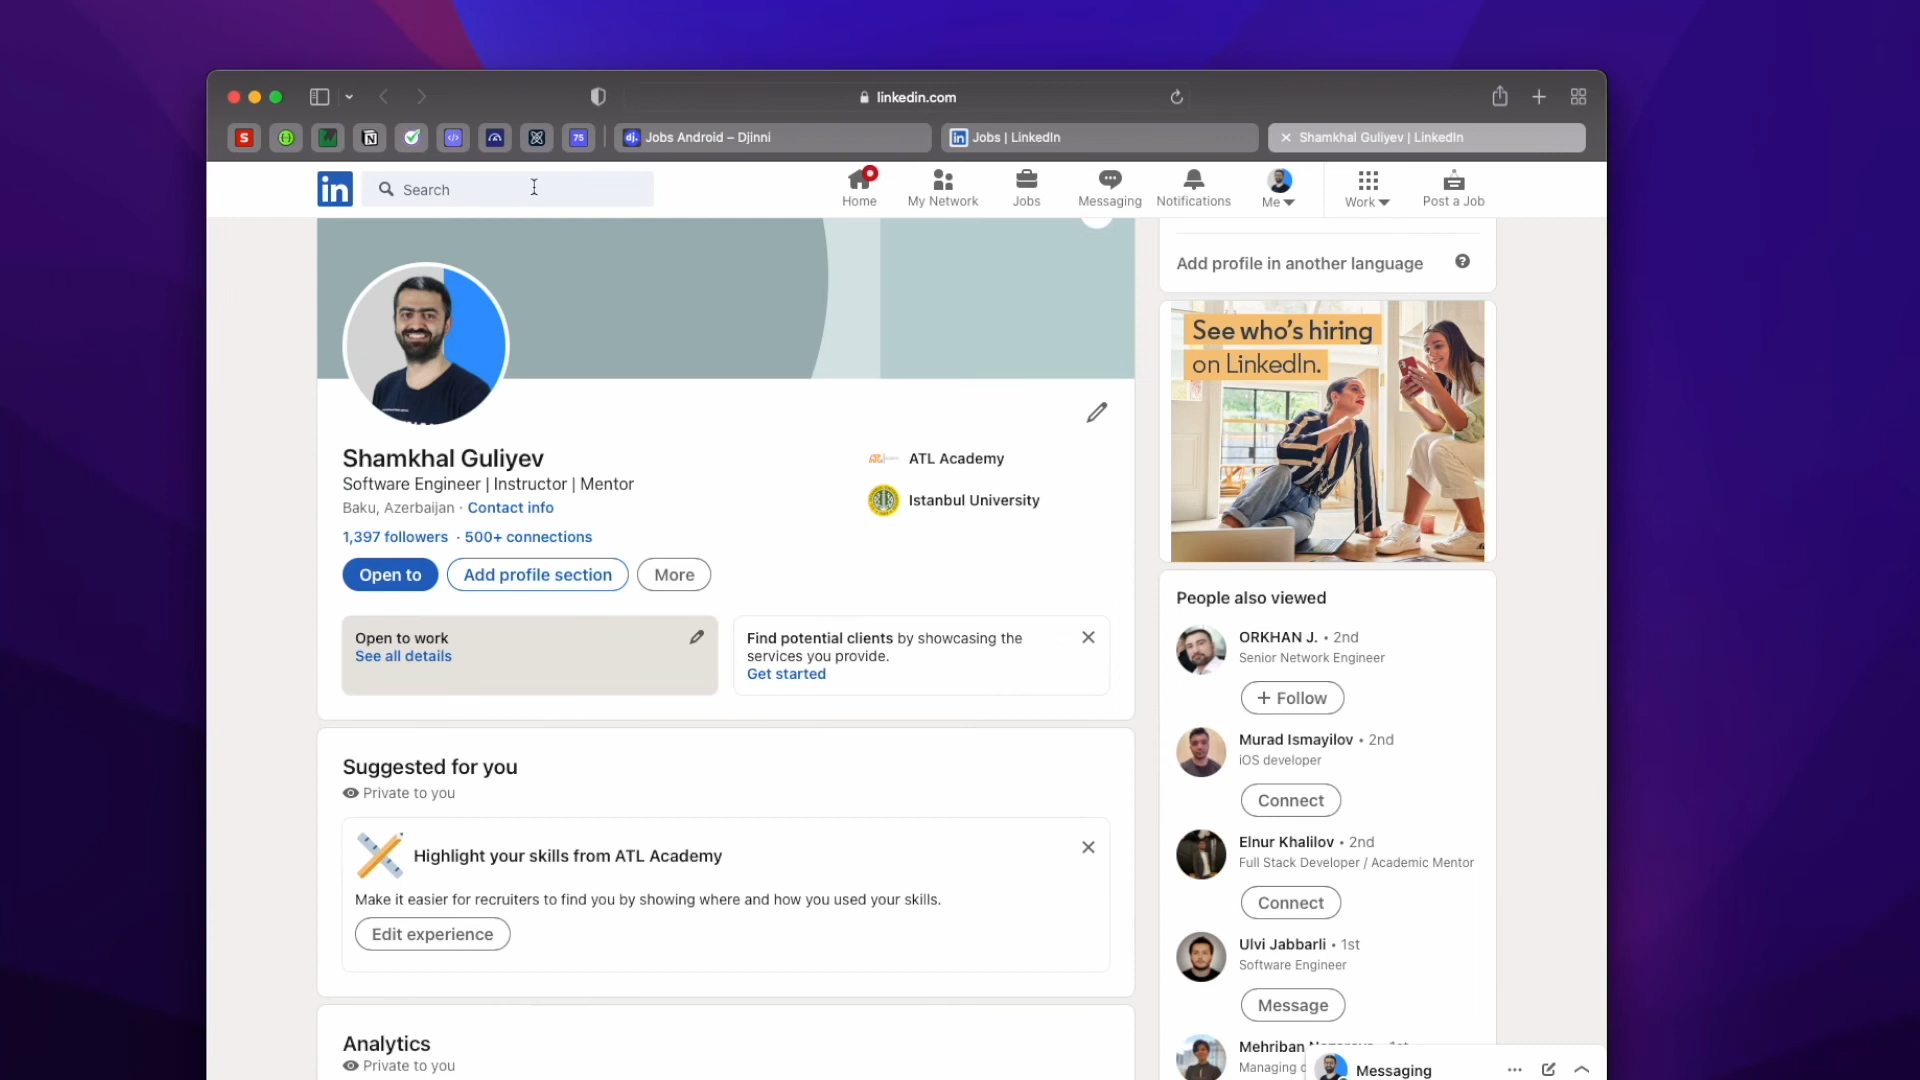 linkedin.com
S
75
dj. Jobs Android – Djinni
in Jobs | LinkedIn
Shamkhal Guliyev | LinkedIn
in
Search
Home
My Network
Jobs
Messaging
Notifications
Me
Work
Post a Job
Add profile in another language
Shamkhal Guliyev
Software Engineer | Instructor | Mentor
Baku, Azerbaijan · Contact info
1,397 followers · 500+ connections
Open to
Add profile section
More
ATL Academy
Istanbul University
Open to work
See all details
Find potential clients by showcasing the
services you provide.
Get started
Suggested for you
Private to you
Highlight your skills from ATL Academy
Make it easier for recruiters to find you by showing where and how you used your skills.
Edit experience
Analytics
Private to you
See who's hiring
on LinkedIn.
People also viewed
ORKHAN J. • 2nd
Senior Network Engineer
+ Follow
Murad Ismayilov • 2nd
iOS developer
Connect
Elnur Khalilov • 2nd
Full Stack Developer / Academic Mentor
Connect
Ulvi Jabbarli • 1st
Software Engineer
Message
Mehriban
Managing
Messaging